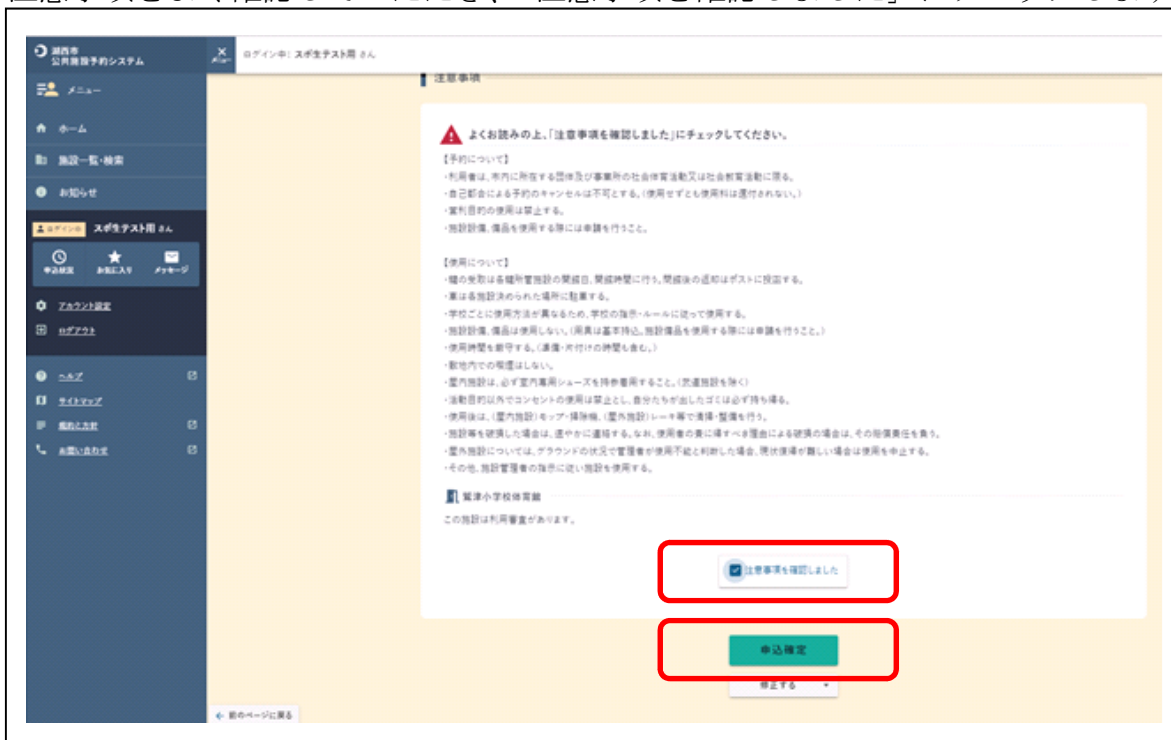 湖西市
公共施設予約システム
メニュー
ログイン中: スポ生テスト用 さん
メニュー
ホーム
施設一覧・検索
お知らせ
ログイン中 スポ生テスト用 さん
申込状況 お気に入り メッセージ
アカウント設定
ログアウト
ヘルプ
サイトマップ
規約と方針
お問い合わせ
注意事項
よくお読みの上、「注意事項を確認しました」にチェックしてください。
【予約について】
・利用者は、市内に所在する団体及び事業所の社会体育活動又は社会教育活動に限る。
・自己都合による予約のキャンセルは不可とする。(使用せずとも使用料は還付されない。)
・営利目的の使用は禁止する。
・施設設備、備品を使用する際には申請を行うこと。
【使用について】
・鍵の受取は各鍵所管施設の開館日、開館時間に行う。閉館後の返却はポストに投函する。
・車は各施設決められた場所に駐車する。
・学校ごとに使用方法が異なるため、学校の指示・ルールに従って使用する。
・施設設備、備品は使用しない。(用具は基本持込。施設備品を使用する際には申請を行うこと。)
・使用時間を厳守する。(準備・片付けの時間も含む。)
・敷地内での喫煙はしない。
・屋内施設は、必ず室内専用シューズを持参着用すること。(武道施設を除く)
・活動目的以外でコンセントの使用は禁止とし、自分たちが出したゴミは必ず持ち帰る。
・使用後は、(屋内施設)モップ・掃除機、(屋外施設)レーキ等で清掃・整備を行う。
・施設等を破損した場合は、速やかに連絡する。なお、使用者の責に帰すべき理由による破損の場合は、その賠償責任を負う。
・屋外施設については、グラウンドの状況で管理者が使用不能と判断した場合、現状復帰が難しい場合は使用を中止する。
・その他、施設管理者の指示に従い施設を使用する。
鷲津小学校体育館
この施設は利用審査があります。
注意事項を確認しました
申込確定
修正する
前のページに戻る